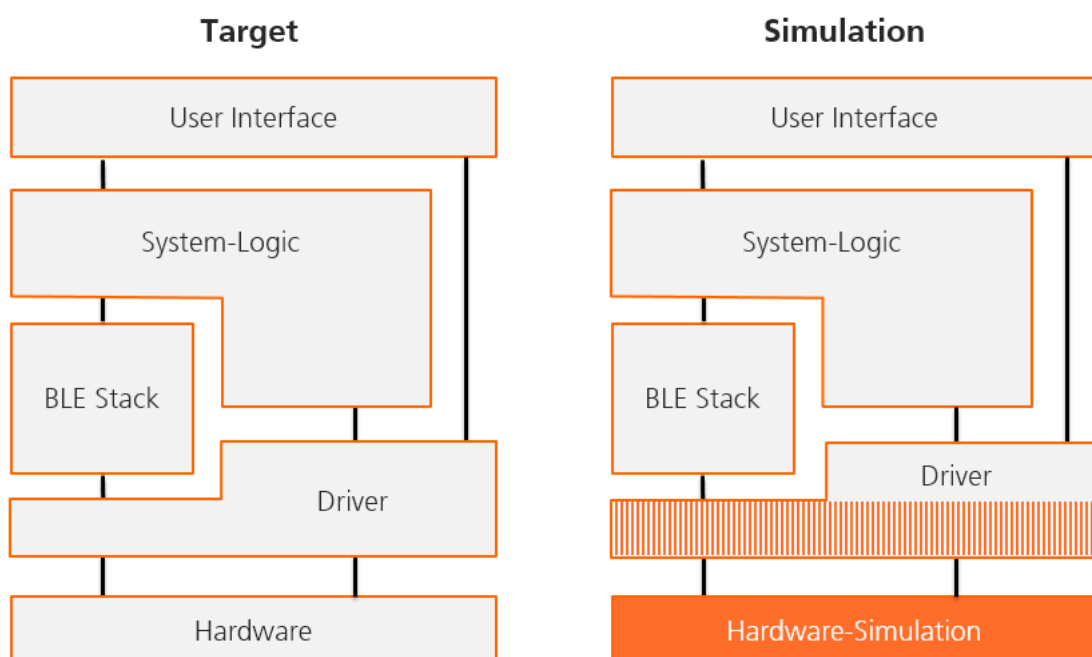 Target
User Interface
System-Logic
BLE Stack
Driver
Hardware
Simulation
User Interface
System-Logic
BLE Stack
Driver
Hardware-Simulation